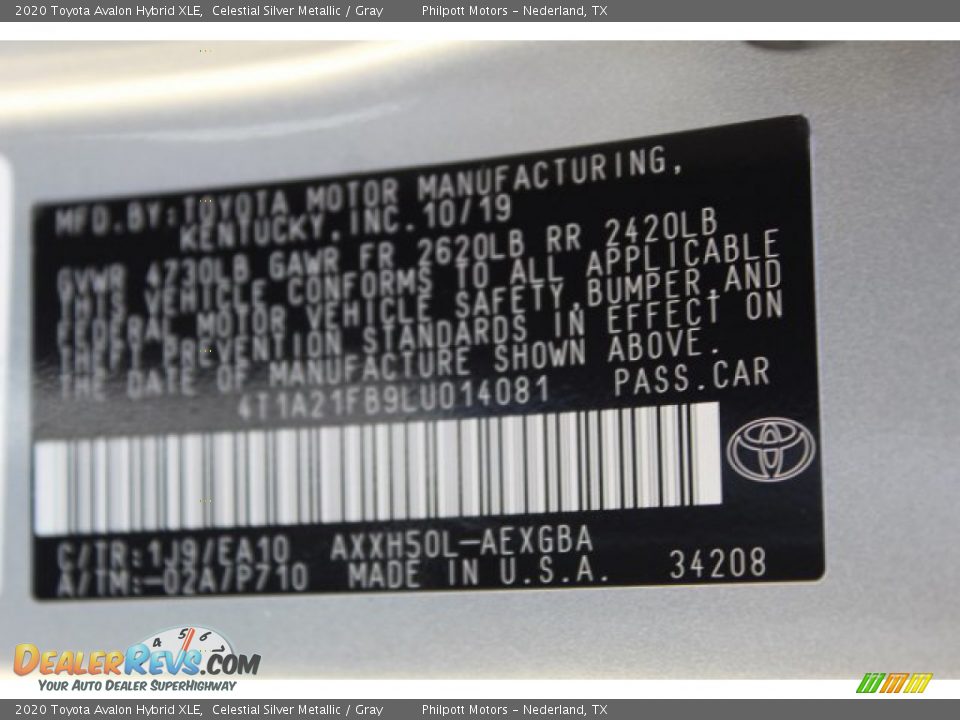 2020 Toyota Avalon Hybrid XLE, Celestial Silver Metallic / Gray Philpott Motors - Nederland, TX
MFD.BY:TOYOTA MOTOR MANUFACTURING,
KENTUCKY,INC.10/19
GVWR 4730LB GAWR FR 2620LB RR 2420LB
THIS VEHICLE CONFORMS TO ALL APPLICABLE
FEDERAL MOTOR VEHICLE SAFETY,BUMPER,AND
THEFT PREVENTION STANDARDS IN EFFECT ON
THE DATE OF MANUFACTURE SHOWN ABOVE.
4T1A21FB9LU014081 PASS.CAR
C/TR:1J9/EA10 AXXH50L-AEXGBA
A/TM:-02A/P710 MADE IN U.S.A. 34208
4 5 6
DEALERREVS.COM
YOUR AUTO DEALER SUPERHIGHWAY
2020 Toyota Avalon Hybrid XLE, Celestial Silver Metallic / Gray Philpott Motors - Nederland, TX